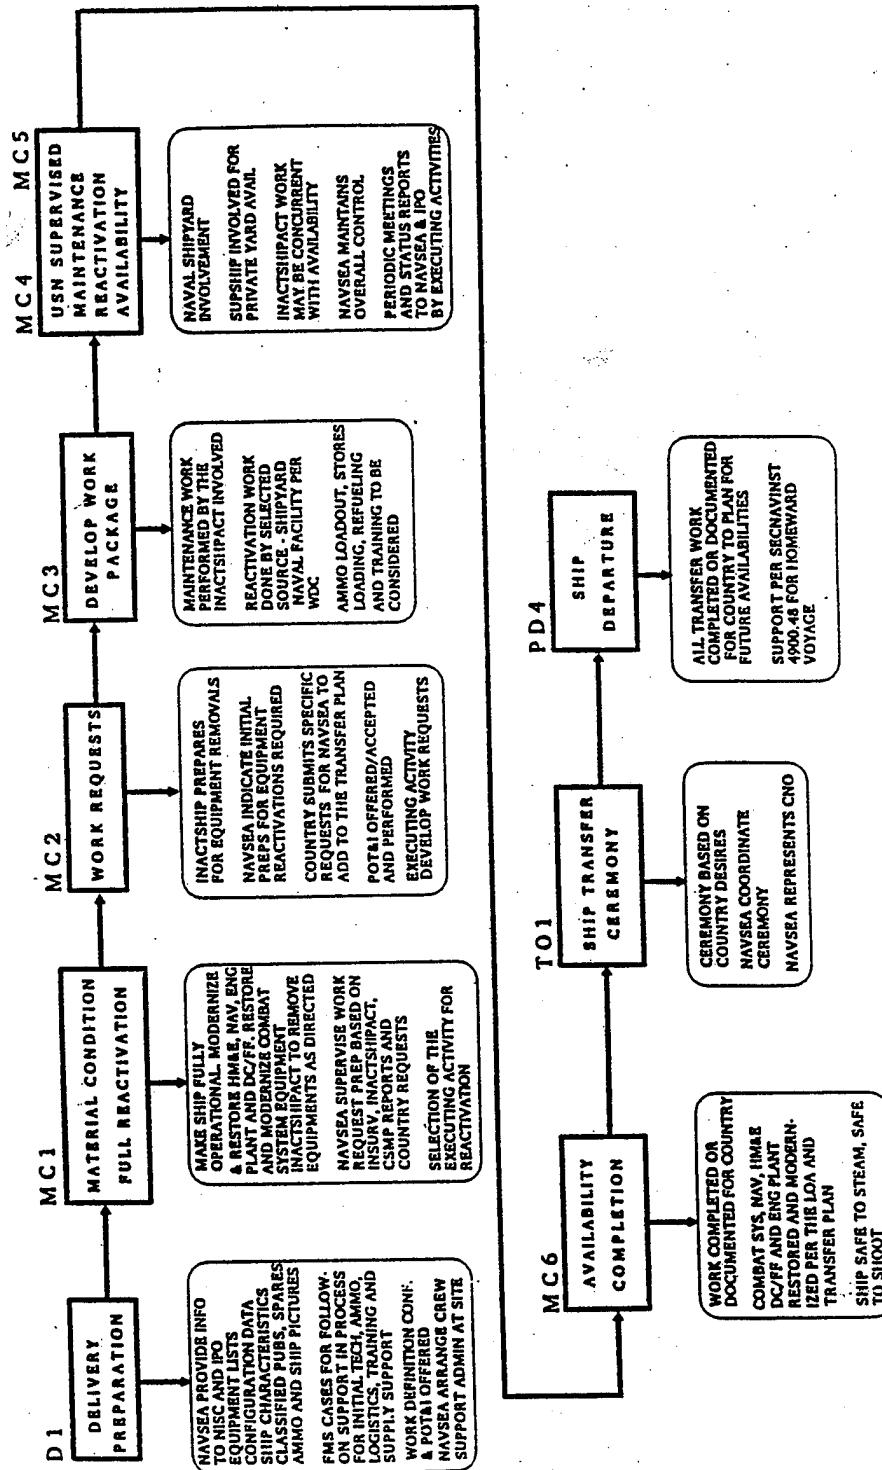 D1
DELIVERY
PREPARATION
NAVSEA PROVIDE INFO
TO NISC AND IPO
EQUIPMENT LISTS
CONFIGURATION DATA
SHIP CHARACTERISTICS
CLASSIFIED PUBS, SPARES
AMMO AND SHIP PICTURES
FMS CASES FOR FOLLOW-
ON SUPPORT IN PROCESS
FOR INITIAL TECH, AMMO,
LOGISTICS, TRAINING AND
SUPPLY SUPPORT
WORK DEFINITION CONF.
& POT&I OFFERED
NAVSEA ARRANGE CREW
SUPPORT ADMIN AT SITE
MC1
MATERIAL CONDITION
FULL REACTIVATION
MAKE SHIP FULLY
OPERATIONAL. MODERNIZE
& RESTORE HM&E, NAV, ENG
PLANT AND DC/FF. RESTORE
AND MODERNIZE COMBAT
SYSTEM EQUIPMENT
INACTSHIPACT TO REMOVE
EQUIPMENTS AS DIRECTED
NAVSEA SUPERVISE WORK
REQUEST PREP BASED ON
INSURV, INACTSHIPACT,
CSMP REPORTS AND
COUNTRY REQUESTS
SELECTION OF THE
EXECUTING ACTIVITY FOR
REACTIVATION
MC2
WORK REQUESTS
INACTSHIP PREPARES
FOR EQUIPMENT REMOVALS
NAVSEA INDICATE INITIAL
PREPS FOR EQUIPMENT
REACTIVATIONS REQUIRED
COUNTRY SUBMITS SPECIFIC
REQUESTS FOR NAVSEA TO
ADD TO THE TRANSFER PLAN
POT&I OFFERED/ACCEPTED
AND PERFORMED
EXECUTING ACTIVITY
DEVELOP WORK REQUESTS
MC3
DEVELOP WORK
PACKAGE
MAINTENANCE WORK
PERFORMED BY THE
INACTSHIPACT INVOLVED
REACTIVATION WORK
DONE BY SELECTED
SOURCE - SHIPYARD
NAVAL FACILITY PER
WDC
AMMO LOADOUT, STORES
LOADING, REFUELING
AND TRAINING TO BE
CONSIDERED
MC4 MC5
USN SUPERVISED
MAINTENANCE
REACTIVATION
AVAILABILITY
NAVAL SHIPYARD
INVOLVEMENT
SUPSHIP INVOLVED FOR
PRIVATE YARD AVAIL.
INACTSHIPACT WORK
MAY BE CONCURRENT
WITH AVAILABILITY
NAVSEA MAINTAINS
OVERALL CONTROL
PERIODIC MEETINGS
AND STATUS REPORTS
TO NAVSEA & IPO
BY EXECUTING ACTIVITIES
MC6
AVAILABILITY
COMPLETION
WORK COMPLETED OR
DOCUMENTED FOR COUNTRY
COMBAT SYS, NAV, HM&E
DC/FF AND ENG PLANT
RESTORED AND MODERN-
IZED PER THE LOA AND
TRANSFER PLAN
SHIP SAFE TO STEAM, SAFE
TO SHOOT
TO1
SHIP TRANSFER
CEREMONY
CEREMONY BASED ON
COUNTRY DESIRES
NAVSEA COORDINATE
CEREMONY
NAVSEA REPRESENTS CNO
PD4
SHIP
DEPARTURE
ALL TRANSFER WORK
COMPLETED OR DOCUMENTED
FOR COUNTRY TO PLAN FOR
FUTURE AVAILABILITIES
SUPPORT PER SECNAVINST
4900.48 FOR HOMEWARD
VOYAGE